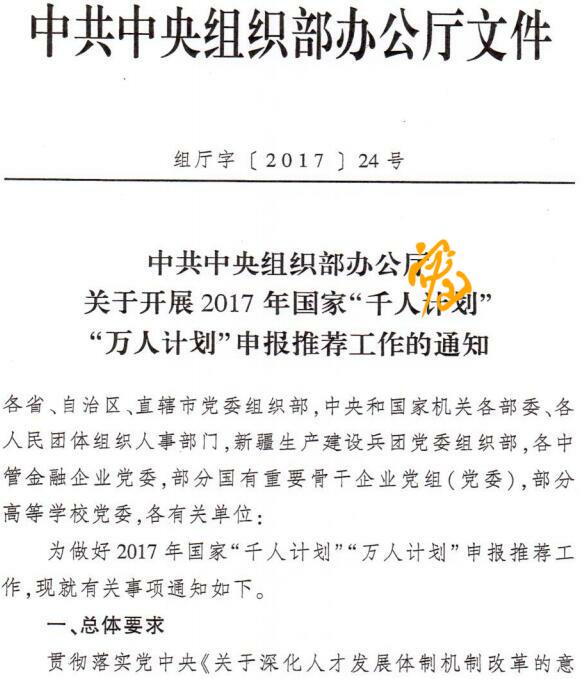 中共中央组织部办公厅文件
组厅字〔2017〕24号
中共中央组织部办公厅
关于开展2017年国家“千人计划”
“万人计划”申报推荐工作的通知
各省、自治区、直辖市党委组织部,中央和国家机关各部委、各
人民团体组织人事部门,新疆生产建设兵团党委组织部,各中
管金融企业党委,部分国有重要骨干企业党组(党委),部分
高等学校党委,各有关单位:
为做好2017年国家“千人计划”“万人计划”申报推荐工
作,现就有关事项通知如下。
一、总体要求
贯彻落实党中央《关于深化人才发展体制机制改革的意